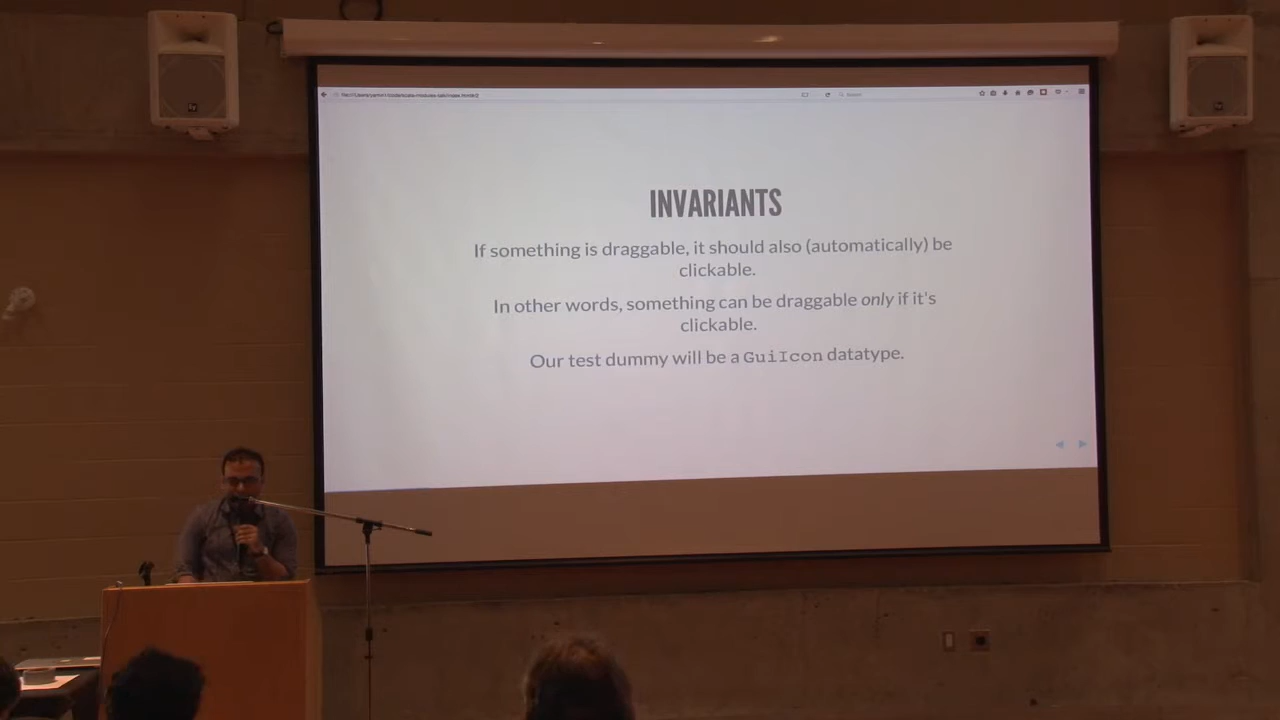 INVARIANTS
If something is draggable, it should also (automatically) be
clickable.
In other words, something can be draggable only if it's
clickable.
Our test dummy will be a GuiIcon datatype.